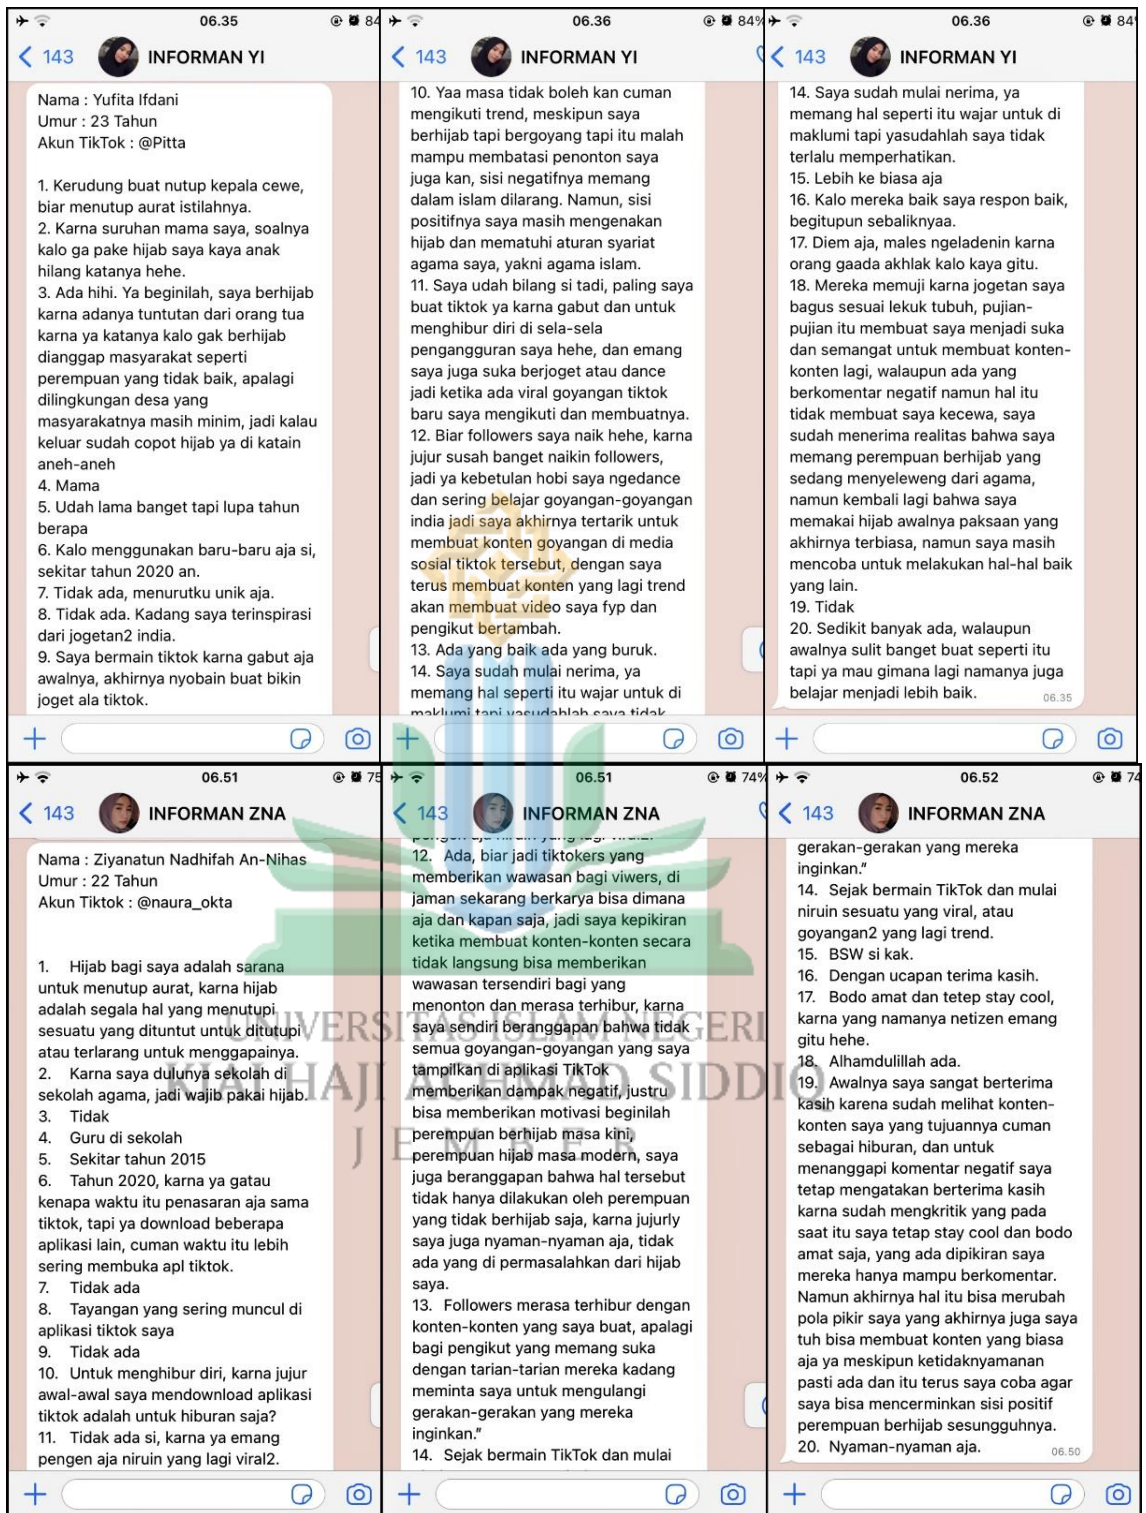 06.35
84
143
INFORMAN YI
Nama : Yufita Ifdani
Umur : 23 Tahun
Akun TikTok : @Pitta
1. Kerudung buat nutup kepala cewe,
biar menutup aurat istilahnya.
2. Karna suruhan mama saya, soalnya
kalo ga pake hijab saya kaya anak
hilang katanya hehe.
3. Ada hihi. Ya beginilah, saya berhijab
karna adanya tuntutan dari orang tua
karna ya katanya kalo gak berhijab
dianggap masyarakat seperti
perempuan yang tidak baik, apalagi
dilingkungan desa yang
masyarakatnya masih minim, jadi kalau
keluar sudah copot hijab ya di katain
aneh-aneh
4. Mama
5. Udah lama banget tapi lupa tahun
berapa
6. Kalo menggunakan baru-baru aja si,
sekitar tahun 2020 an.
7. Tidak ada, menurutku unik aja.
8. Tidak ada. Kadang saya terinspirasi
dari jogetan2 india.
9. Saya bermain tiktok karna gabut aja
awalnya, akhirnya nyobain buat bikin
joget ala tiktok.
06.36
84%
143
INFORMAN YI
10. Yaa masa tidak boleh kan cuman
mengikuti trend, meskipun saya
berhijab tapi bergoyang tapi itu malah
mampu membatasi penonton saya
juga kan, sisi negatifnya memang
dalam islam dilarang. Namun, sisi
positifnya saya masih mengenakan
hijab dan mematuhi aturan syariat
agama saya, yakni agama islam.
11. Saya udah bilang si tadi, paling saya
buat tiktok ya karna gabut dan untuk
menghibur diri di sela-sela
pengangguran saya hehe, dan emang
saya juga suka berjoget atau dance
jadi ketika ada viral goyangan tiktok
baru saya mengikuti dan membuatnya.
12. Biar followers saya naik hehe, karna
jujur susah banget naikin followers,
jadi ya kebetulan hobi saya ngedance
dan sering belajar goyangan-goyangan
india jadi saya akhirnya tertarik untuk
membuat konten goyangan di media
sosial tiktok tersebut, dengan saya
terus membuat konten yang lagi trend
akan membuat video saya fyp dan
pengikut bertambah.
13. Ada yang baik ada yang buruk.
14. Saya sudah mulai nerima, ya
memang hal seperti itu wajar untuk di
maklumi tapi yasudahlah saya tidak
06.36
84
143
INFORMAN YI
14. Saya sudah mulai nerima, ya
memang hal seperti itu wajar untuk di
maklumi tapi yasudahlah saya tidak
terlalu memperhatikan.
15. Lebih ke biasa aja
16. Kalo mereka baik saya respon baik,
begitupun sebaliknyaa.
17. Diem aja, males ngeladenin karna
orang gaada akhlak kalo kaya gitu.
18. Mereka memuji karna jogetan saya
bagus sesuai lekuk tubuh, pujian-
pujian itu membuat saya menjadi suka
dan semangat untuk membuat konten-
konten lagi, walaupun ada yang
berkomentar negatif namun hal itu
tidak membuat saya kecewa, saya
sudah menerima realitas bahwa saya
memang perempuan berhijab yang
sedang menyeleweng dari agama,
namun kembali lagi bahwa saya
memakai hijab awalnya paksaan yang
akhirnya terbiasa, namun saya masih
mencoba untuk melakukan hal-hal baik
yang lain.
19. Tidak
20. Sedikit banyak ada, walaupun
awalnya sulit banget buat seperti itu
tapi ya mau gimana lagi namanya juga
belajar menjadi lebih baik.
06.35
06.51
75
143
INFORMAN ZNA
Nama : Ziyanatun Nadhifah An-Nihas
Umur : 22 Tahun
Akun Tiktok : @naura_okta
1. Hijab bagi saya adalah sarana
untuk menutup aurat, karna hijab
adalah segala hal yang menutupi
sesuatu yang dituntut untuk ditutupi
atau terlarang untuk menggapainya.
2. Karna saya dulunya sekolah di
sekolah agama, jadi wajib pakai hijab.
3. Tidak
4. Guru di sekolah
5. Sekitar tahun 2015
6. Tahun 2020, karna ya gatau
kenapa waktu itu penasaran aja sama
tiktok, tapi ya download beberapa
aplikasi lain, cuman waktu itu lebih
sering membuka apl tiktok.
7. Tidak ada
8. Tayangan yang sering muncul di
aplikasi tiktok saya
9. Tidak ada
10. Untuk menghibur diri, karna jujur
awal-awal saya mendownload aplikasi
tiktok adalah untuk hiburan saja?
11. Tidak ada si, karna ya emang
pengen aja niruin yang lagi viral2.
06.51
74%
143
INFORMAN ZNA
pengen aja niruin yang lagi viral2.
12. Ada, biar jadi tiktokers yang
memberikan wawasan bagi viwers, di
jaman sekarang berkarya bisa dimana
aja dan kapan saja, jadi saya kepikiran
ketika membuat konten-konten secara
tidak langsung bisa memberikan
wawasan tersendiri bagi yang
menonton dan merasa terhibur, karna
saya sendiri beranggapan bahwa tidak
semua goyangan-goyangan yang saya
tampilkan di aplikasi TikTok
memberikan dampak negatif, justru
bisa memberikan motivasi beginilah
perempuan berhijab masa kini,
perempuan hijab masa modern, saya
juga beranggapan bahwa hal tersebut
tidak hanya dilakukan oleh perempuan
yang tidak berhijab saja, karna jujurly
saya juga nyaman-nyaman aja, tidak
ada yang di permasalahkan dari hijab
saya.
13. Followers merasa terhibur dengan
konten-konten yang saya buat, apalagi
bagi pengikut yang memang suka
dengan tarian-tarian mereka kadang
meminta saya untuk mengulangi
gerakan-gerakan yang mereka
inginkan."
14. Sejak bermain TikTok dan mulai
06.52
74
143
INFORMAN ZNA
gerakan-gerakan yang mereka
inginkan."
14. Sejak bermain TikTok dan mulai
niruin sesuatu yang viral, atau
goyangan2 yang lagi trend.
15. BSW si kak.
16. Dengan ucapan terima kasih.
17. Bodo amat dan tetep stay cool,
karna yang namanya netizen emang
gitu hehe.
18. Alhamdulillah ada.
19. Awalnya saya sangat berterima
kasih karena sudah melihat konten-
konten saya yang tujuannya cuman
sebagai hiburan, dan untuk
menanggapi komentar negatif saya
tetap mengatakan berterima kasih
karna sudah mengkritik yang pada
saat itu saya tetap stay cool dan bodo
amat saja, yang ada dipikiran saya
mereka hanya mampu berkomentar.
Namun akhirnya hal itu bisa merubah
pola pikir saya yang akhirnya juga saya
tuh bisa membuat konten yang biasa
aja ya meskipun ketidaknyamanan
pasti ada dan itu terus saya coba agar
saya bisa mencerminkan sisi positif
perempuan berhijab sesungguhnya.
20. Nyaman-nyaman aja.
06.50
UNIVERSITAS ISLAM NEGERI
KIAI HAJI ACHMAD SIDDIQ
JEMBER